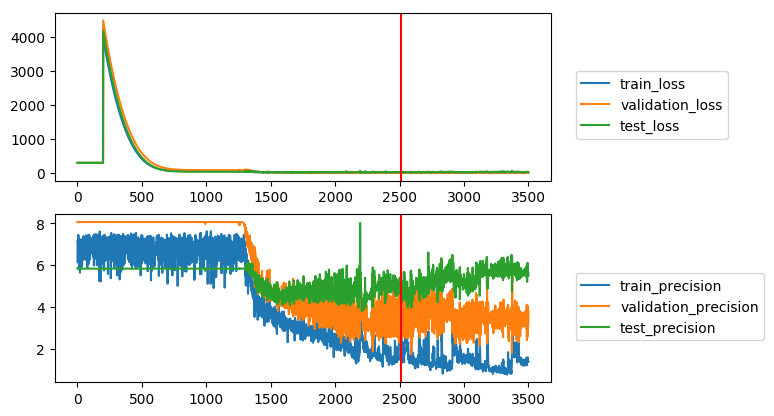 4000
3000
2000
1000
0
0 500 1000 1500 2000 2500 3000 3500
train_loss
validation_loss
test_loss
8
6
4
2
0 500 1000 1500 2000 2500 3000 3500
train_precision
validation_precision
test_precision